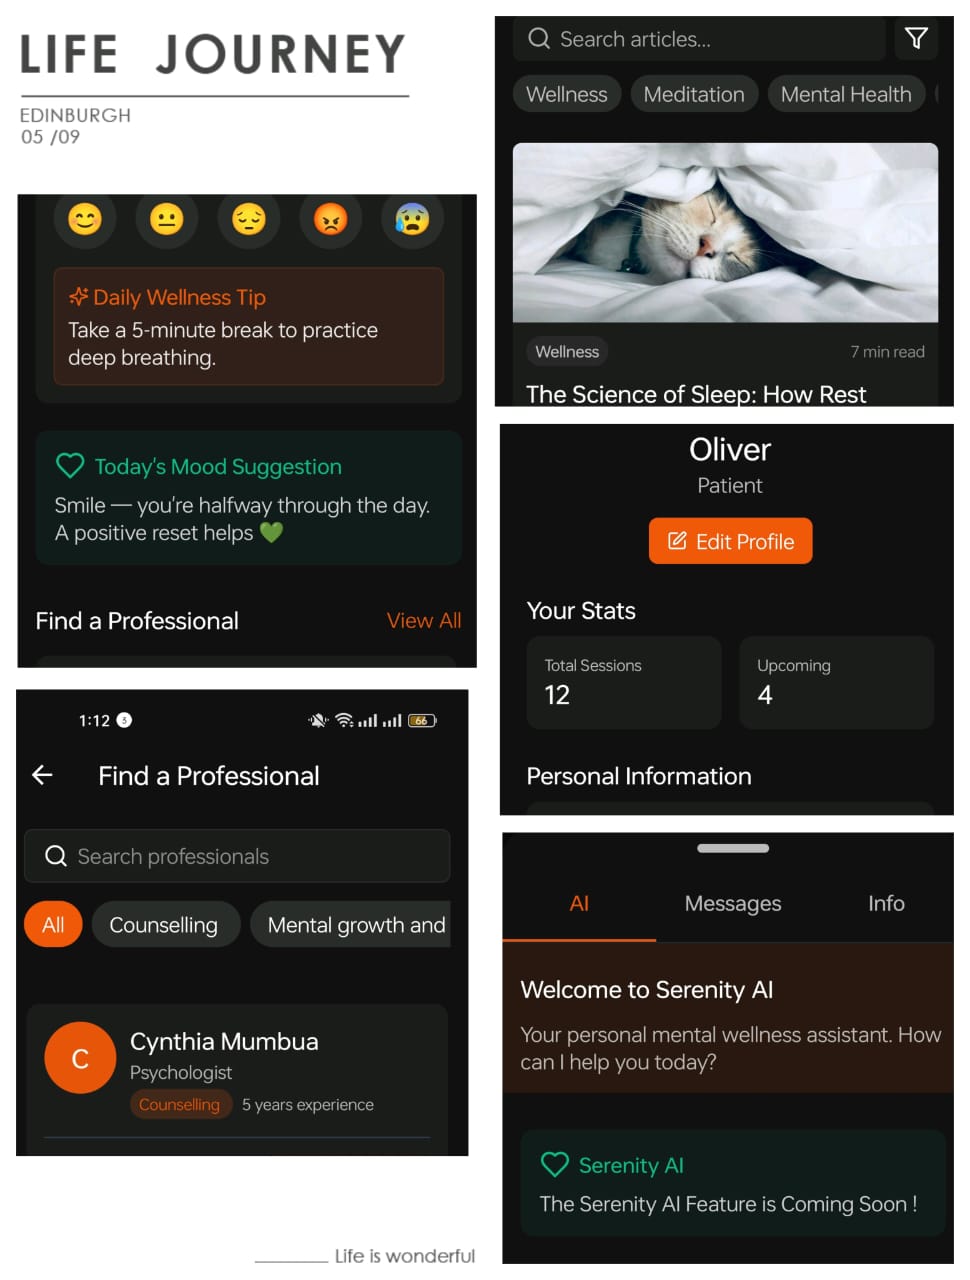 LIFE JOURNEY
EDINBURGH
05 /09
Daily Wellness Tip
Take a 5-minute break to practice
deep breathing.
Today's Mood Suggestion
Smile — you're halfway through the day.
A positive reset helps 💚
Find a Professional
View All
1:12
3
66
Find a Professional
Search professionals
All
Counselling
Mental growth and
C
Cynthia Mumbua
Psychologist
Counselling
5 years experience
Life is wonderful
Search articles...
Wellness
Meditation
Mental Health
Wellness
7 min read
The Science of Sleep: How Rest
Oliver
Patient
Edit Profile
Your Stats
Total Sessions
12
Upcoming
4
Personal Information
AI
Messages
Info
Welcome to Serenity AI
Your personal mental wellness assistant. How
can I help you today?
Serenity AI
The Serenity AI Feature is Coming Soon !